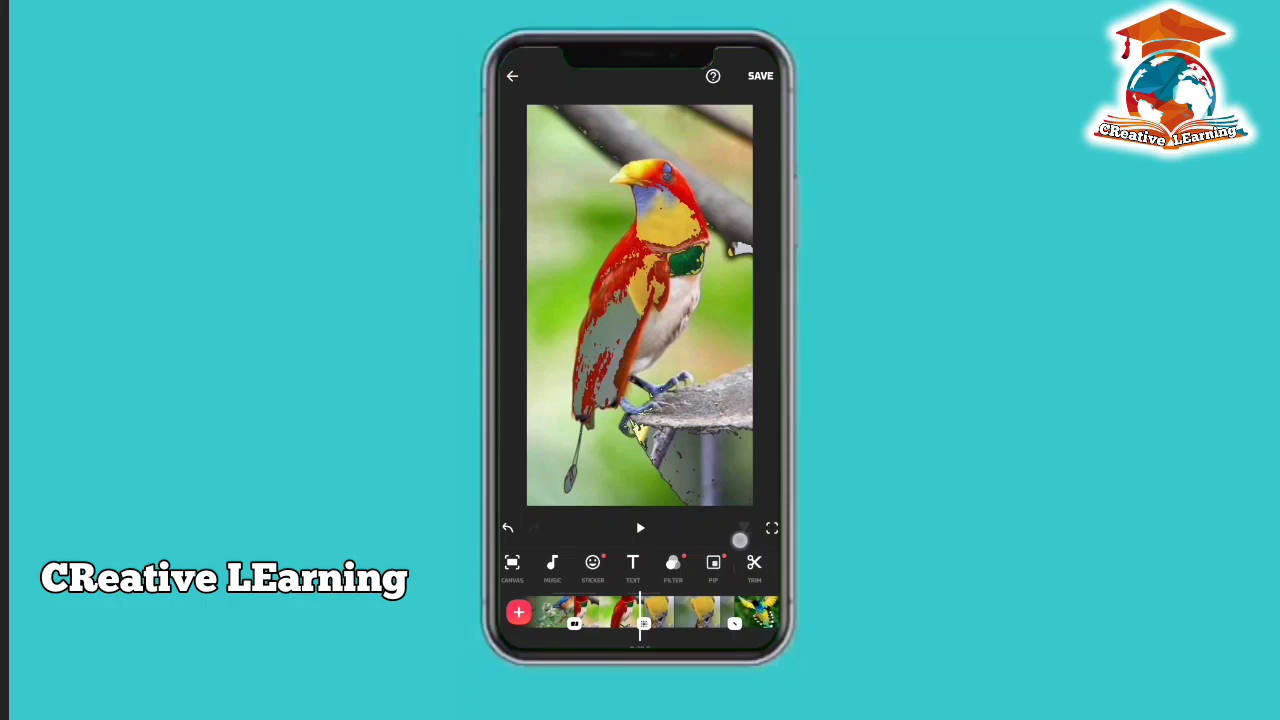 SAVE
CReative LEarning
CReative LEarning
CANVAS
MUSIC
STICKER
TEXT
FILTER
PIP
TRIM